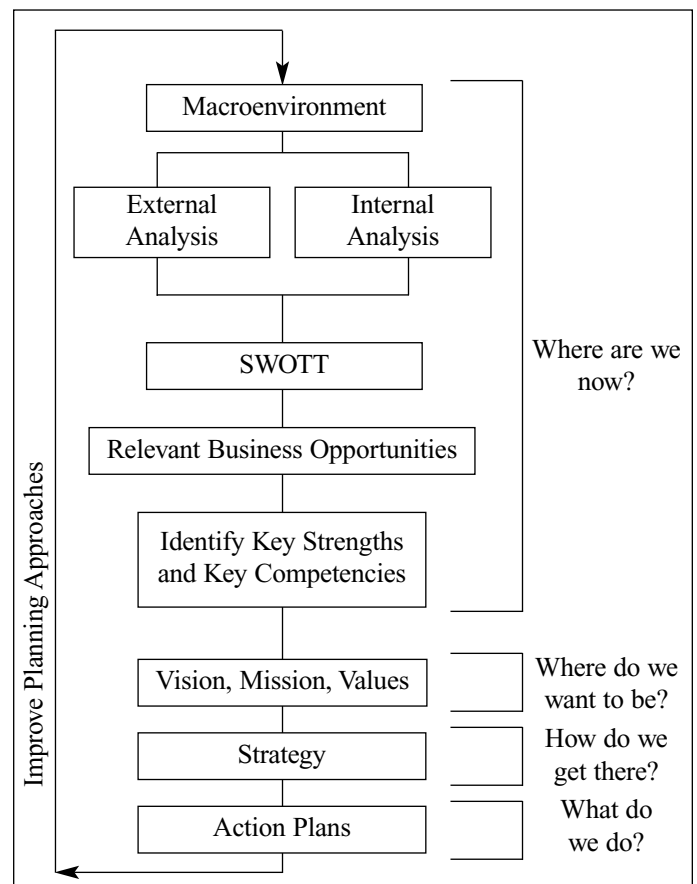 Macroenvironment
External
Analysis
Internal
Analysis
SWOTT
Relevant Business Opportunities
Identify Key Strengths
and Key Competencies
Where are we
now?
Vision, Mission, Values
Where do we
want to be?
Strategy
How do we
get there?
Action Plans
What do
we do?
Improve Planning Approaches